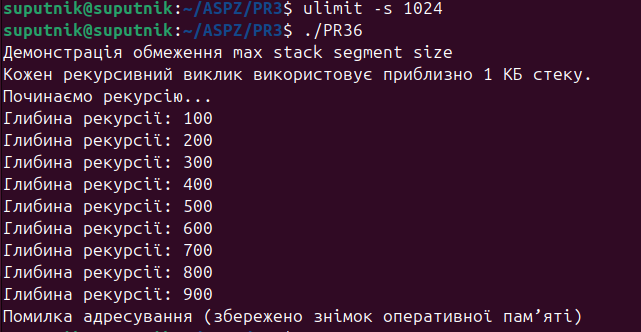 suputnik@suputnik:~/ASPZ/PR3$ ulimit -s 1024
suputnik@suputnik:~/ASPZ/PR3$ ./PR36
Демонстрація обмеження max stack segment size
Кожен рекурсивний виклик використовує приблизно 1 КБ стеку.
Починаємо рекурсію...
Глибина рекурсії: 100
Глибина рекурсії: 200
Глибина рекурсії: 300
Глибина рекурсії: 400
Глибина рекурсії: 500
Глибина рекурсії: 600
Глибина рекурсії: 700
Глибина рекурсії: 800
Глибина рекурсії: 900
Помилка адресування (збережено знімок оперативної пам’яті)